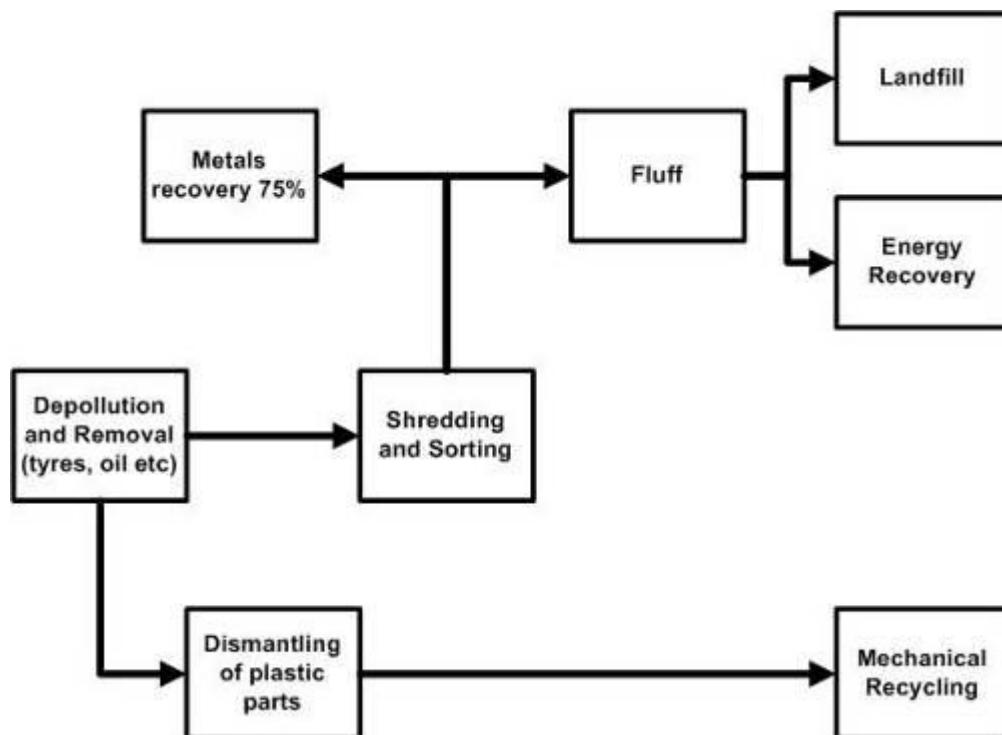 Landfill
Metals
recovery 75%
Fluff
Energy
Recovery
Depollution
and Removal
(tyres, oil etc)
Shredding
and Sorting
Dismantling
of plastic
parts
Mechanical
Recycling